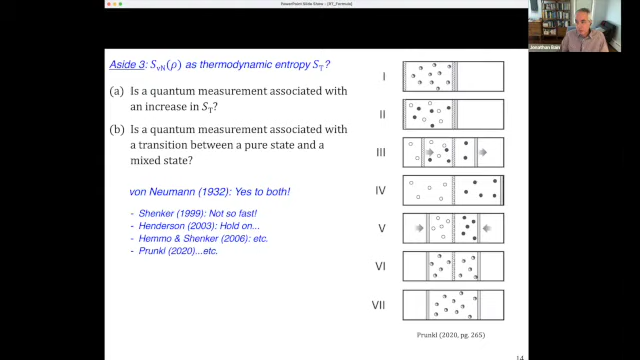 PowerPoint Slide Show - [RT_Formula]
Jonathan Bain
Aside 3: SvN(ρ) as thermodynamic entropy ST?
(a) Is a quantum measurement associated with
an increase in ST?
(b) Is a quantum measurement associated with
a transition between a pure state and a
mixed state?
von Neumann (1932): Yes to both!
- Shenker (1999): Not so fast!
- Henderson (2003): Hold on...
- Hemmo & Shenker (2006): etc.
- Prunkl (2020)...etc.
I
II
III
IV
V
VI
VII
Prunkl (2020, pg. 265)
14